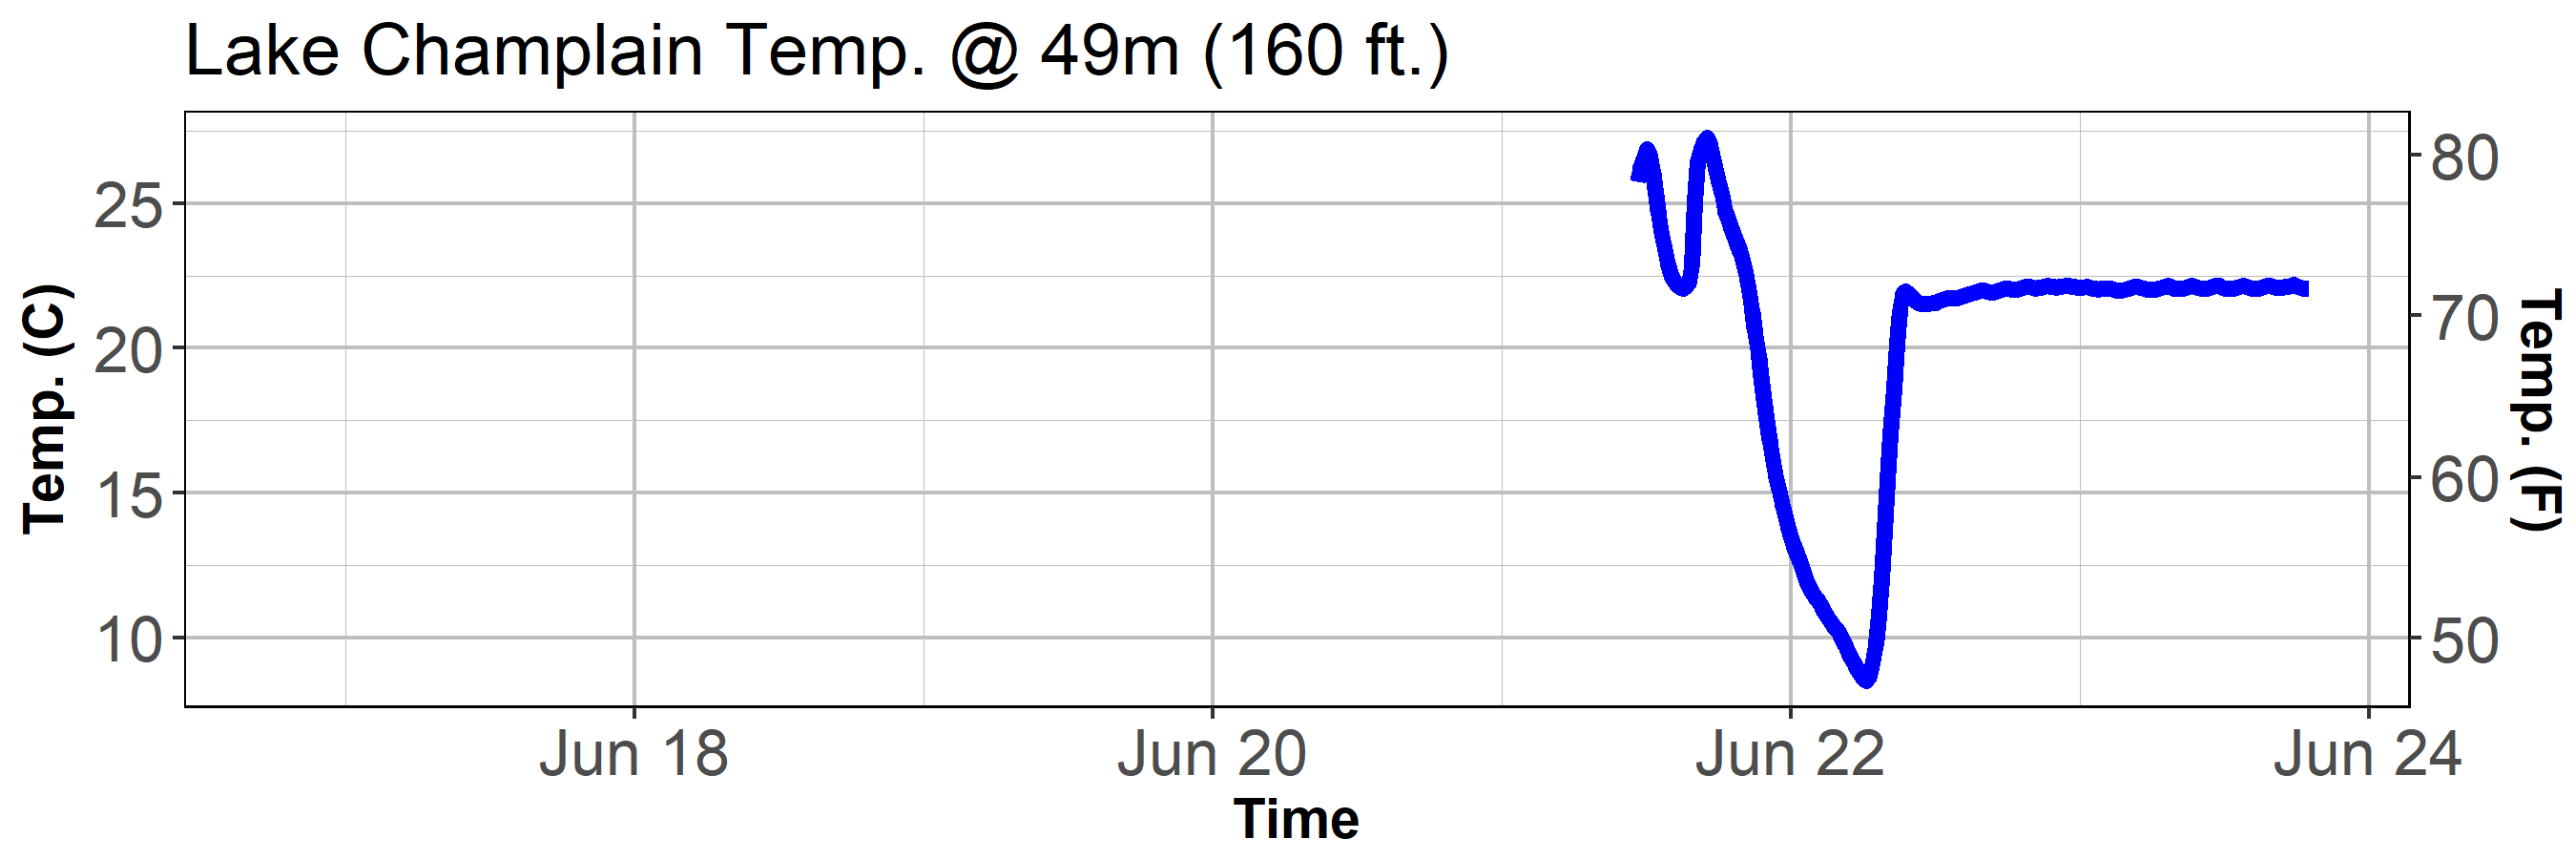 Lake Champlain Temp. @ 49m (160 ft.)
Temp. (C)
25
20
15
10
80
70
60
50
Temp. (F)
Jun 18
Jun 20
Jun 22
Jun 24
Time